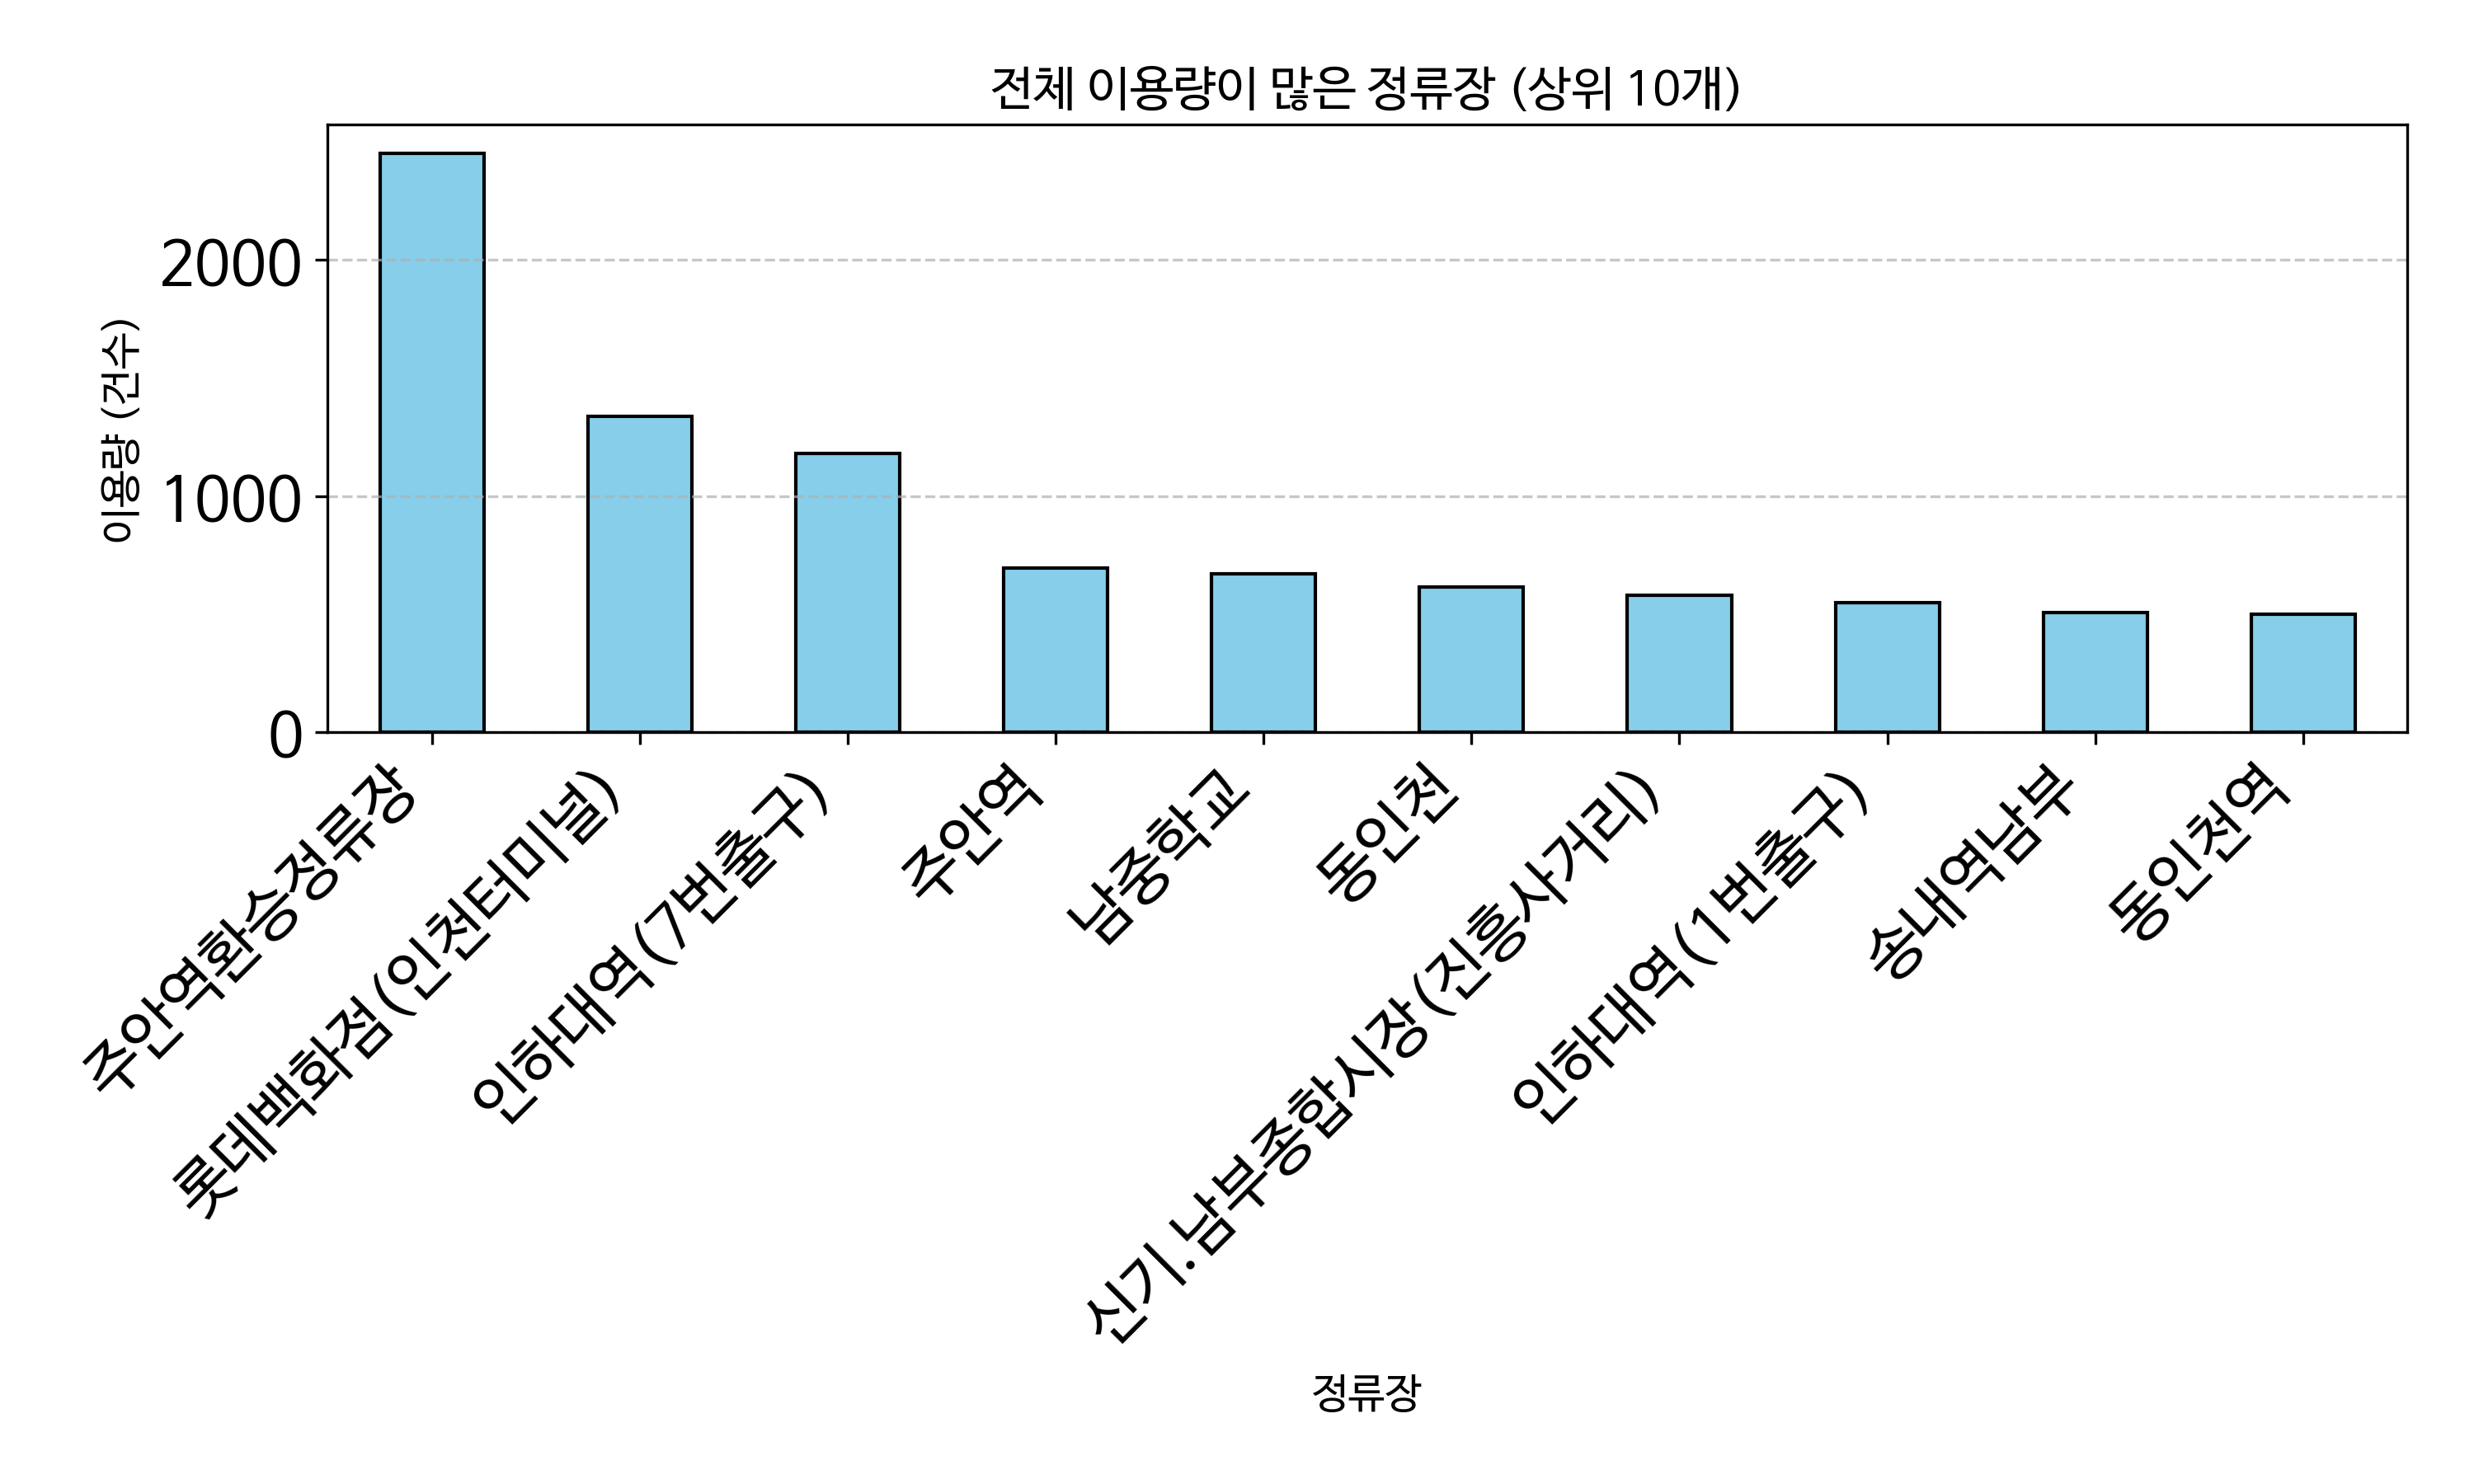 전체 이용량이 많은 정류장 (상위 10개)
이용량 (건수)
2000
1000
0
주안역환승정류장
롯데백화점(인천터미널)
인하대역(7번출구)
주안역
남중학교
동인천
신기.남부종합시장(신흥사거리))
인하대역(1번출구)
송내역남부
동인천역
정류장